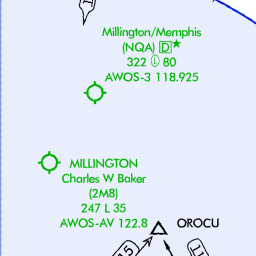 Millington/Memphis
(NQA) D★
322 Ⓛ 80
AWOS-3 118.925
MILLINGTON
Charles W Baker
(2M8)
247 L 35
AWOS-AV 122.8
OROCU